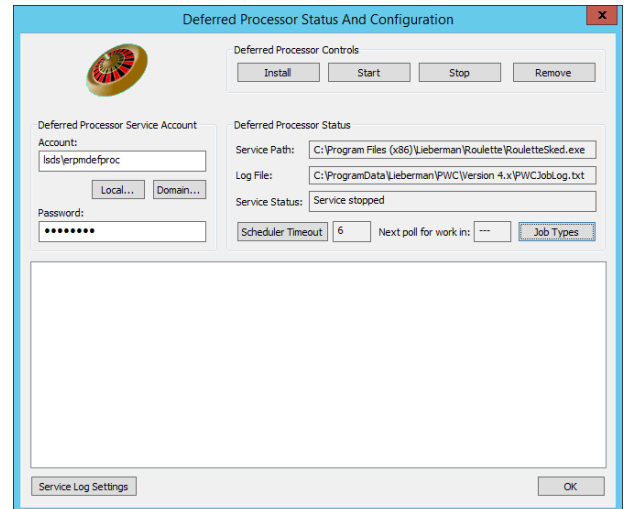 Deferred Processor Status And Configuration
x
Deferred Processor Controls
Install Start Stop Remove
Deferred Processor Service Account
Account:
lsds\erpmdefproc
Local... Domain...
Password:
●●●●●●●●
Deferred Processor Status
Service Path: C:\Program Files (x86)\Lieberman\Roulette\RouletteSked.exe
Log File: C:\ProgramData\Lieberman\PWC\Version 4.x\PWCJobLog.txt
Service Status: Service stopped
Scheduler Timeout 6 Next poll for work in: --- Job Types
Service Log Settings OK